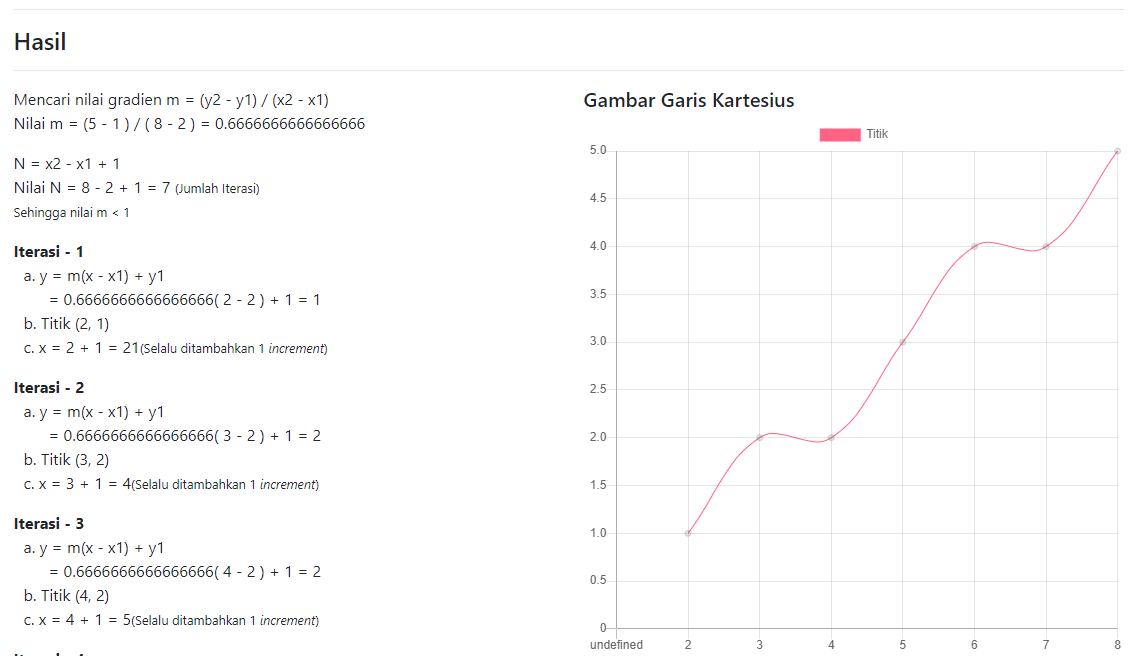 Hasil
Mencari nilai gradien m = (y2 - y1) / (x2 - x1)
Nilai m = (5 - 1 ) / ( 8 - 2 ) = 0.6666666666666666
N = x2 - x1 + 1
Nilai N = 8 - 2 + 1 = 7 (Jumlah Iterasi)
Sehingga nilai m < 1
Iterasi - 1
a. y = m(x - x1) + y1
= 0.6666666666666666( 2 - 2 ) + 1 = 1
b. Titik (2, 1)
c. x = 2 + 1 = 21(Selalu ditambahkan 1 increment)
Iterasi - 2
a. y = m(x - x1) + y1
= 0.6666666666666666( 3 - 2 ) + 1 = 2
b. Titik (3, 2)
c. x = 3 + 1 = 4(Selalu ditambahkan 1 increment)
Iterasi - 3
a. y = m(x - x1) + y1
= 0.6666666666666666( 4 - 2 ) + 1 = 2
b. Titik (4, 2)
c. x = 4 + 1 = 5(Selalu ditambahkan 1 increment)
Gambar Garis Kartesius
Titik
5.0
4.5
4.0
3.5
3.0
2.5
2.0
1.5
1.0
0.5
0
undefined 2 3 4 5 6 7 8